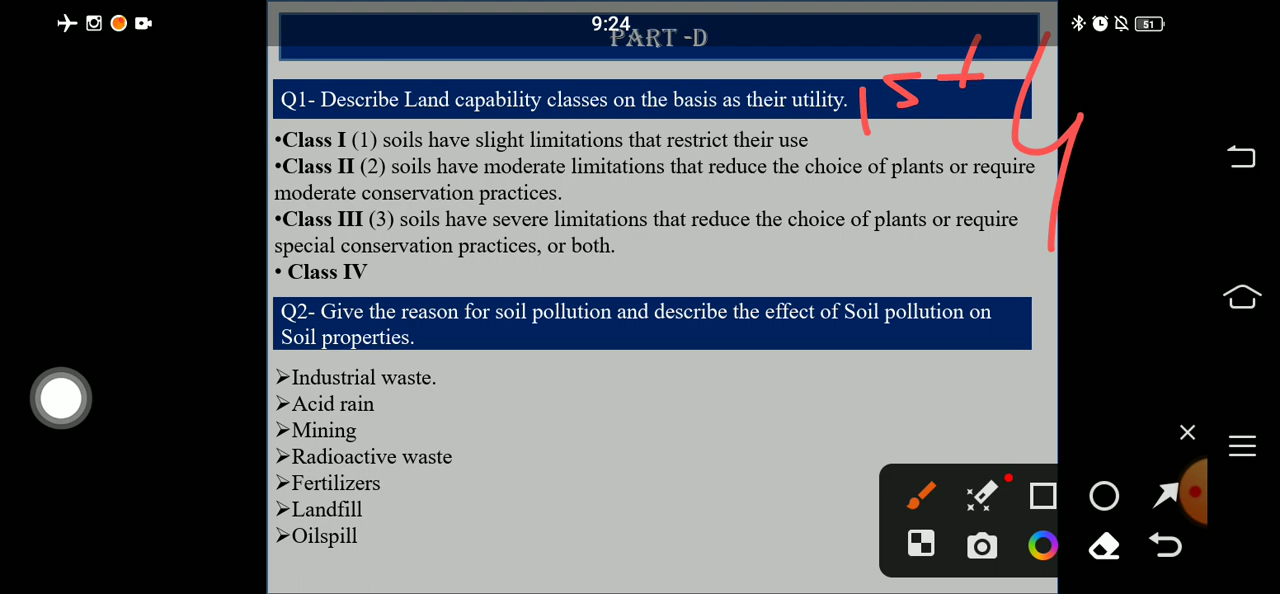 9:24
51
PART -D
Q1- Describe Land capability classes on the basis as their utility.
1st
•Class I (1) soils have slight limitations that restrict their use
•Class II (2) soils have moderate limitations that reduce the choice of plants or require
moderate conservation practices.
•Class III (3) soils have severe limitations that reduce the choice of plants or require
special conservation practices, or both.
• Class IV
Q2- Give the reason for soil pollution and describe the effect of Soil pollution on
Soil properties.
➢Industrial waste.
➢Acid rain
➢Mining
➢Radioactive waste
➢Fertilizers
➢Landfill
➢Oilspill